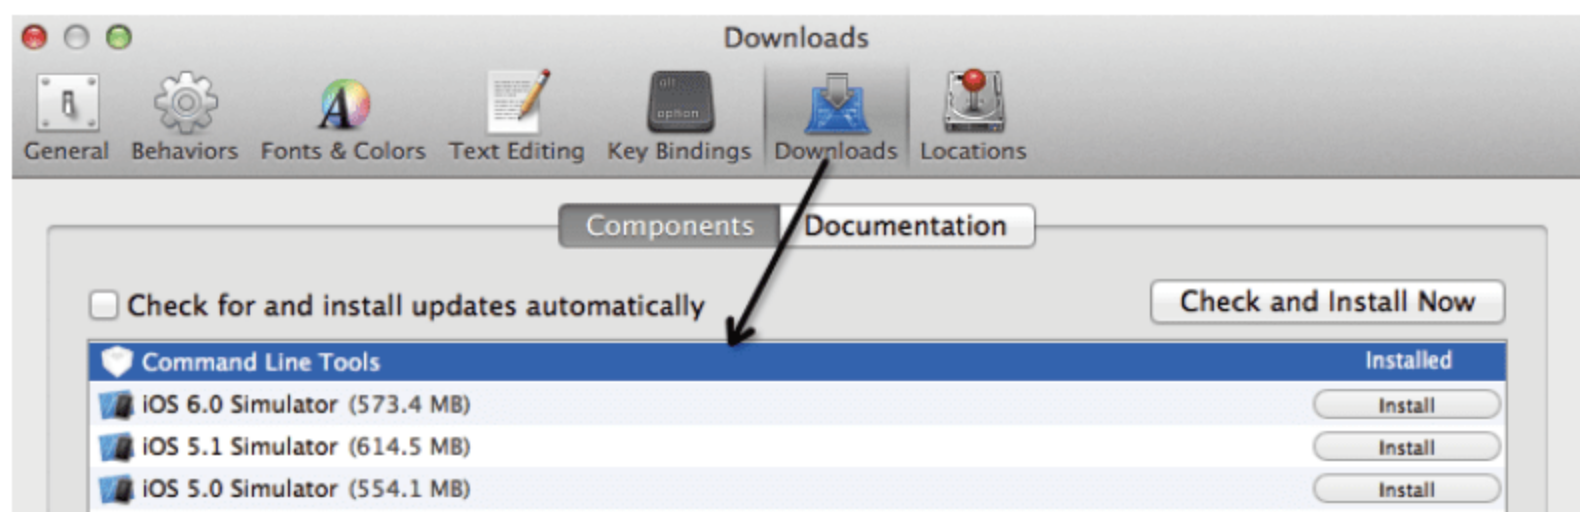 Downloads
alt
option
General Behaviors Fonts & Colors Text Editing Key Bindings Downloads Locations
Components Documentation
Check for and install updates automatically Check and Install Now
Command Line Tools Installed
iOS 6.0 Simulator (573.4 MB) Install
iOS 5.1 Simulator (614.5 MB) Install
iOS 5.0 Simulator (554.1 MB) Install